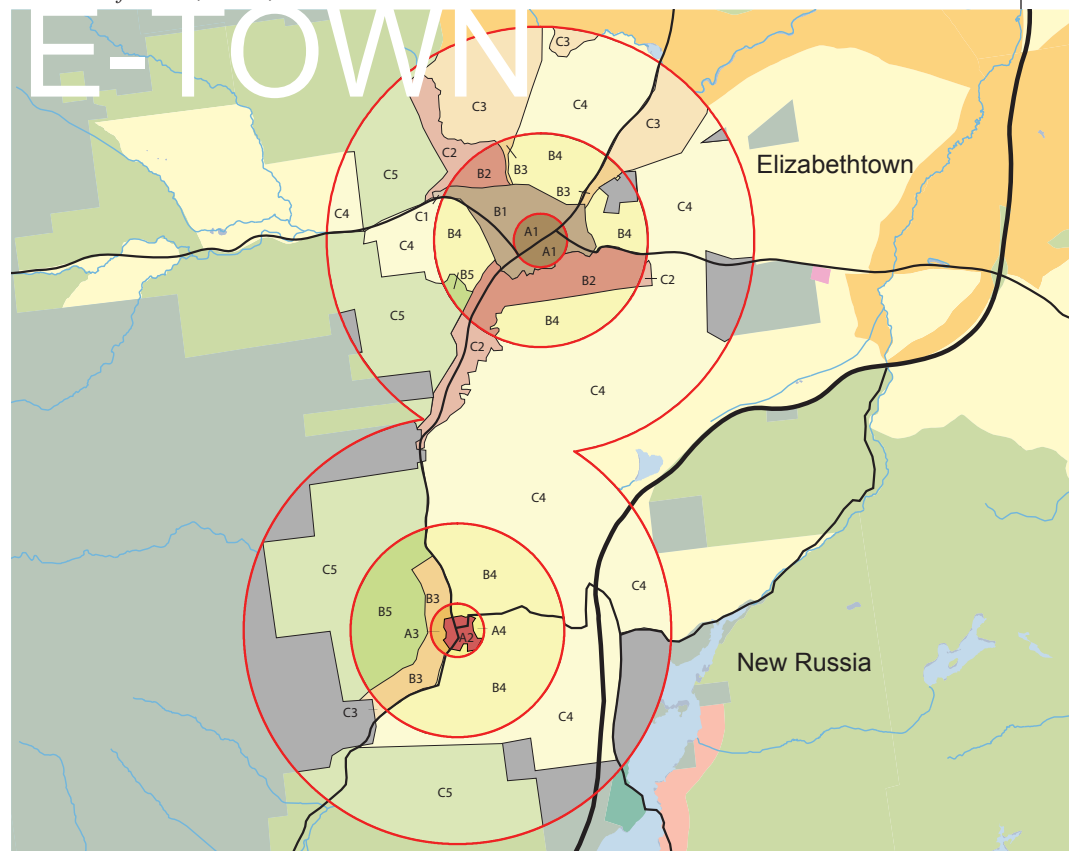 E-TOWN
C3
C3
C4
C3
C2
B4
B3
B2
C5
B3
Elizabethtown
C4
C1
B1
C4
A1
B4
B4
C4
A1
B5
B2
C2
C5
B4
C2
C4
C4
C5
B4
C4
B3
B5
A3
A2
A4
New Russia
B3
B4
C3
C4
C5